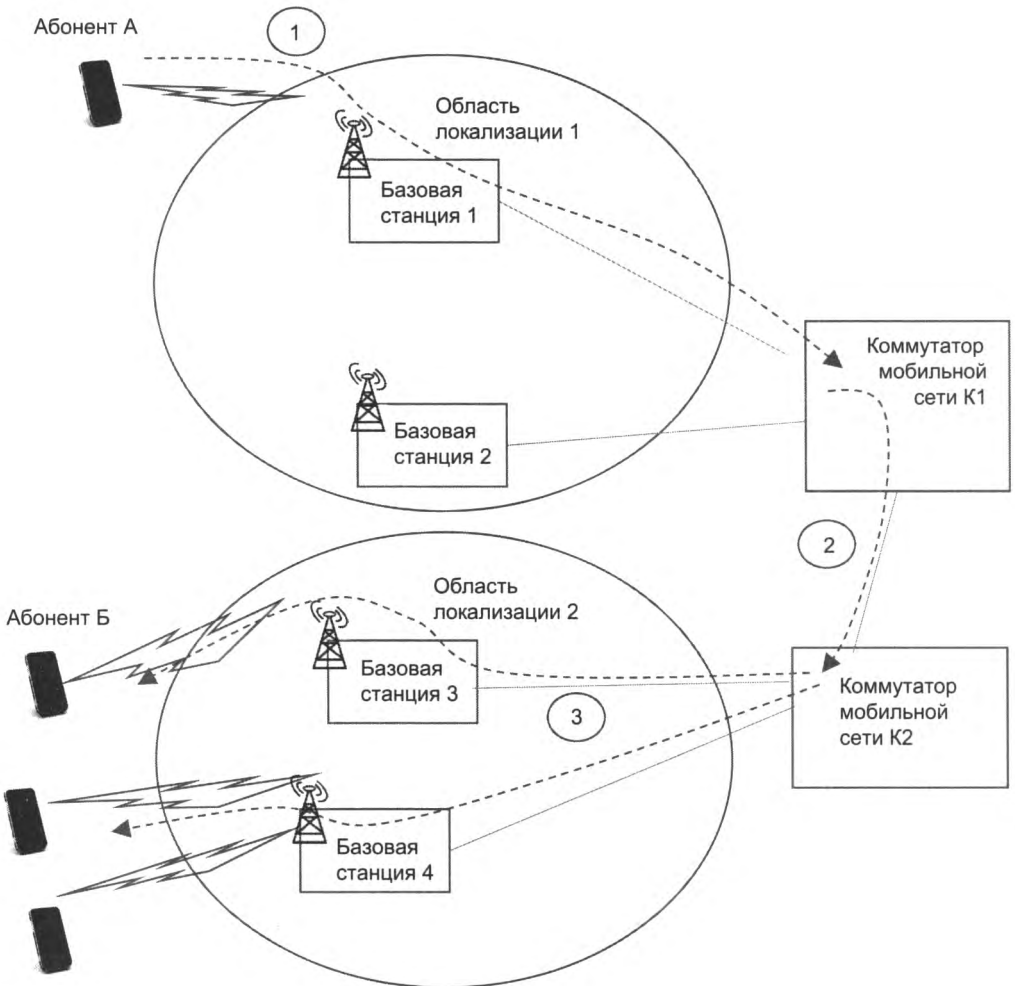 Абонент А
1
Область
локализации 1
Базовая
станция 1
Коммутатор
мобильной
сети К1
Базовая
станция 2
2
Область
локализации 2
Абонент Б
Базовая
станция 3
3
Коммутатор
мобильной
сети К2
Базовая
станция 4